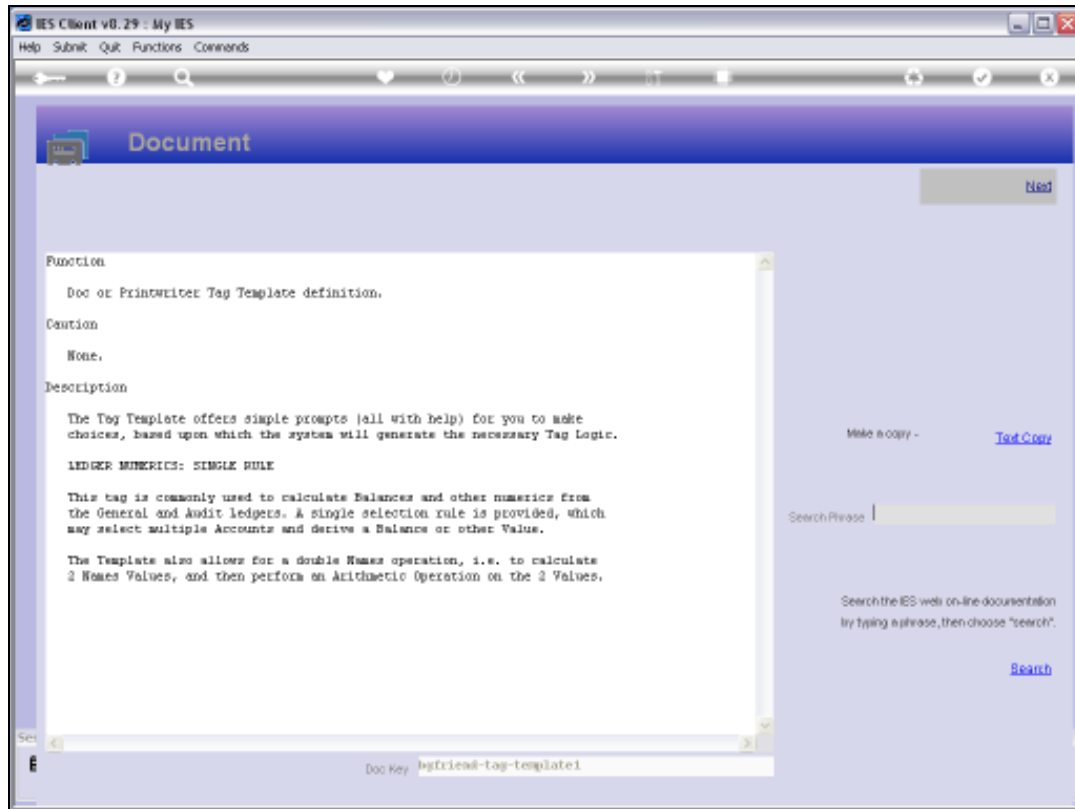 IES Client v8.29 : My IES
Help Submit Quit Functions Commands
Document
Next
Function
Doc or Printwriter Tag Template definition.
Caution
None.
Description
The Tag Template offers simple prompts (all with help) for you to make
choices, based upon which the system will generate the necessary Tag Logic.
LEDGER NUMERICS: SINGLE RULE
This tag is commonly used to calculate Balances and other numerics from
the General and Audit ledgers. A single selection rule is provided, which
may select multiple Accounts and derive a Balance or other Value.
The Template also allows for a double Names operation, i.e. to calculate
2 Names Values, and then perform an Arithmetic Operation on the 2 Values.
Make a copy -
Text Copy
Search Phrase
Search the IES web on-line documentation
by typing a phrase, then choose "search".
Search
Doc Key